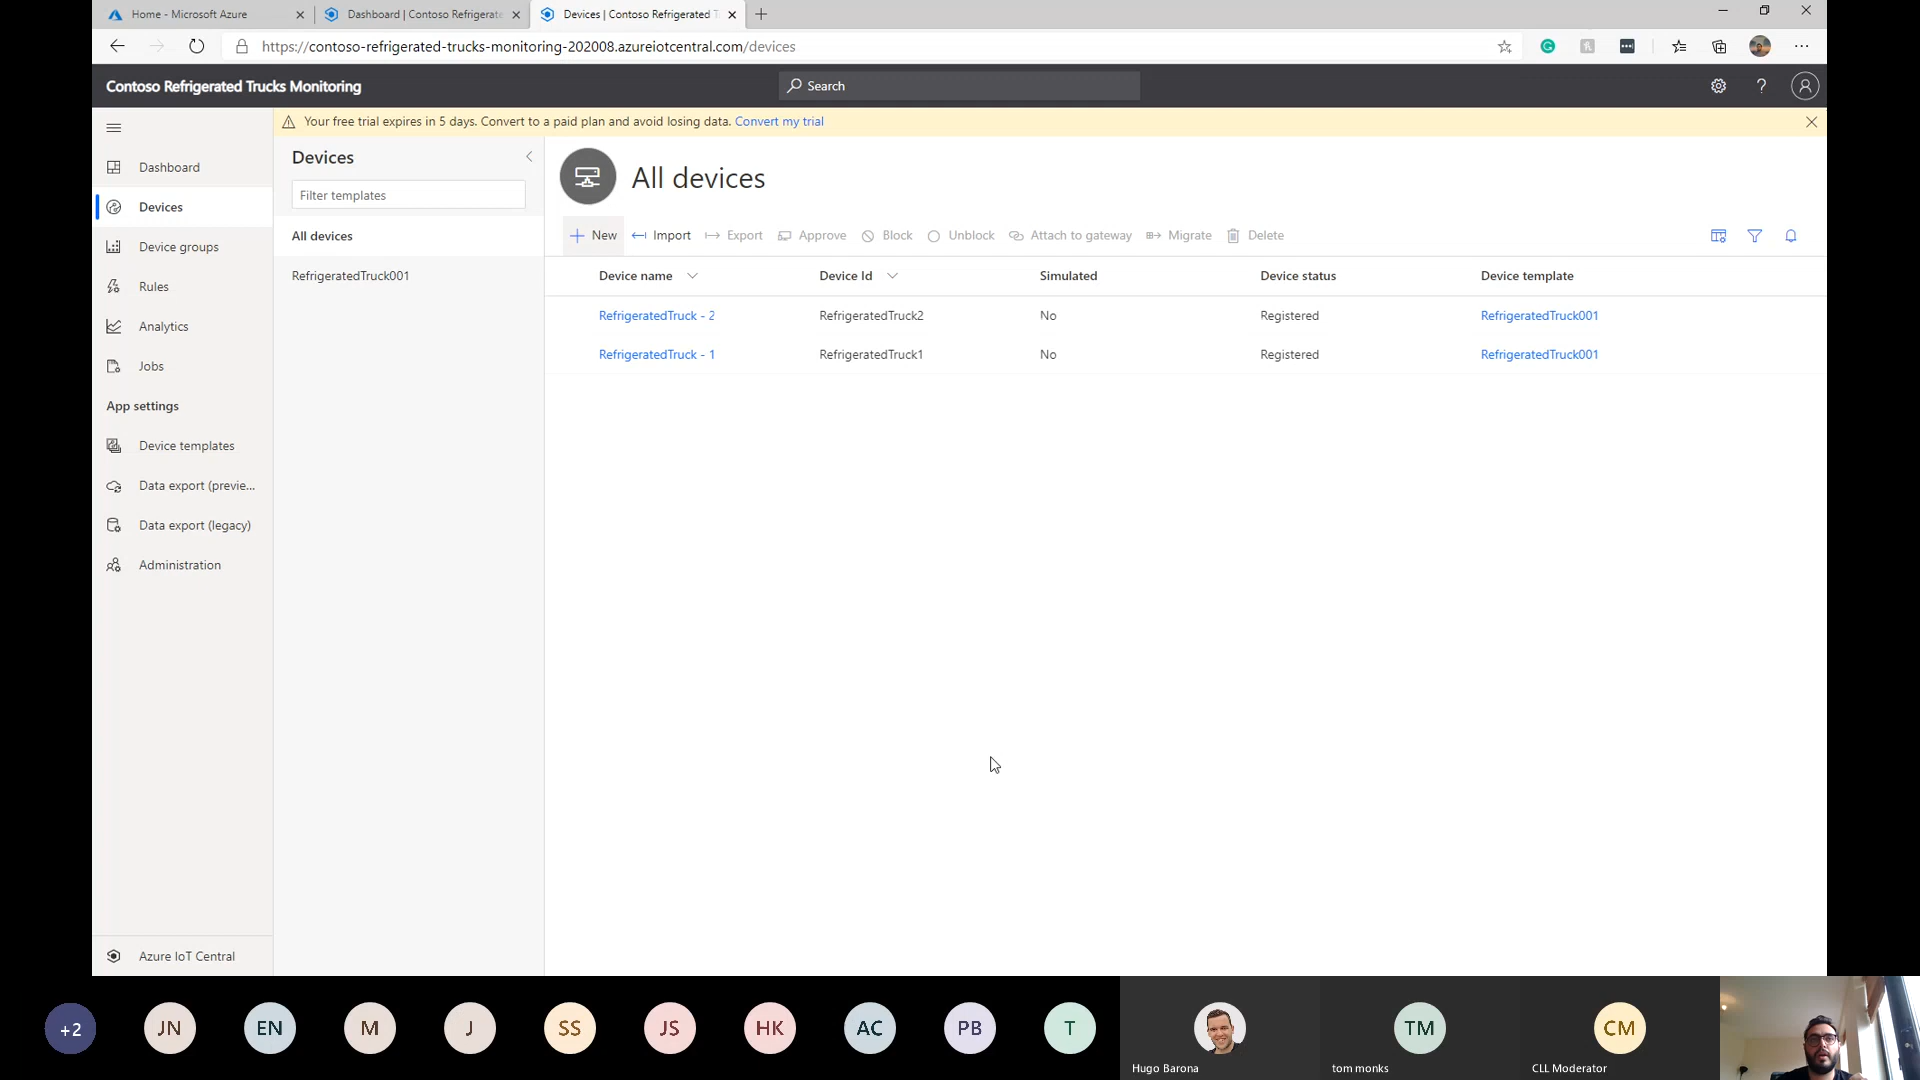 Home - Microsoft Azure
Dashboard | Contoso Refrigerate
Devices | Contoso Refrigerated T
https://contoso-refrigerated-trucks-monitoring-202008.azureiotcentral.com/devices
Contoso Refrigerated Trucks Monitoring
Search
?
Your free trial expires in 5 days. Convert to a paid plan and avoid losing data. Convert my trial
Dashboard
Devices
Device groups
Rules
Analytics
Jobs
App settings
Device templates
Data export (previe...
Data export (legacy)
Administration
Azure IoT Central
Devices
Filter templates
All devices
RefrigeratedTruck001
All devices
New Import Export Approve Block Unblock Attach to gateway Migrate Delete
Device name Device Id Simulated Device status Device template
RefrigeratedTruck - 2 RefrigeratedTruck2 No Registered RefrigeratedTruck001
RefrigeratedTruck - 1 RefrigeratedTruck1 No Registered RefrigeratedTruck001
+2 JN EN M J SS JS HK AC PB T TM CM
Hugo Barona tom monks CLL Moderator